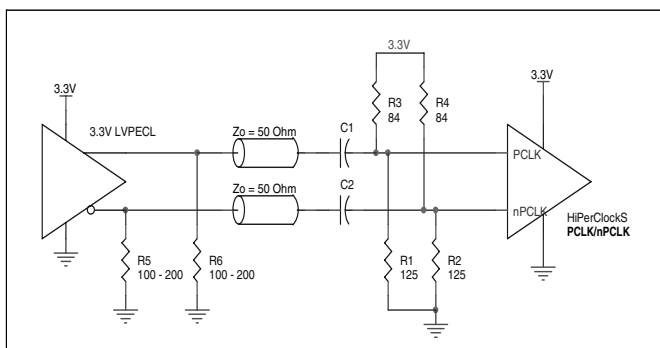 3.3V
3.3V
3.3V
R3
84
R4
84
3.3V LVPECL
Zo = 50 Ohm
C1
PCLK
Zo = 50 Ohm
C2
nPCLK
HiPerClockS
PCLK/nPCLK
R5
100 - 200
R6
100 - 200
R1
125
R2
125